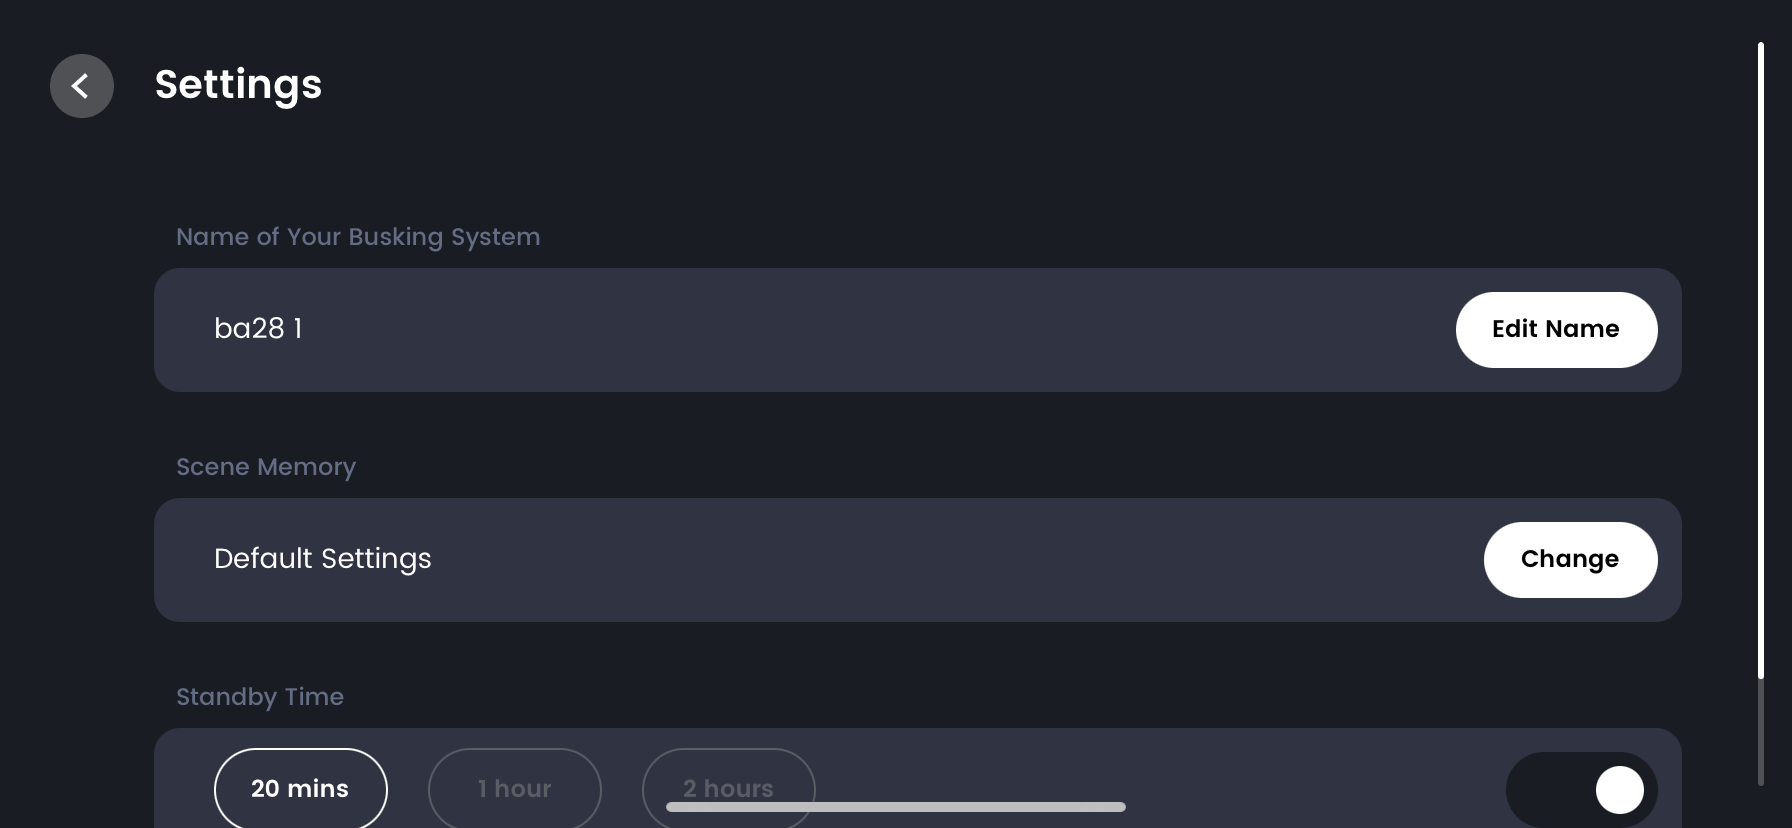 Settings
Name of Your Busking System
ba28 1
Edit Name
Scene Memory
Default Settings
Change
Standby Time
20 mins
1 hour
2 hours